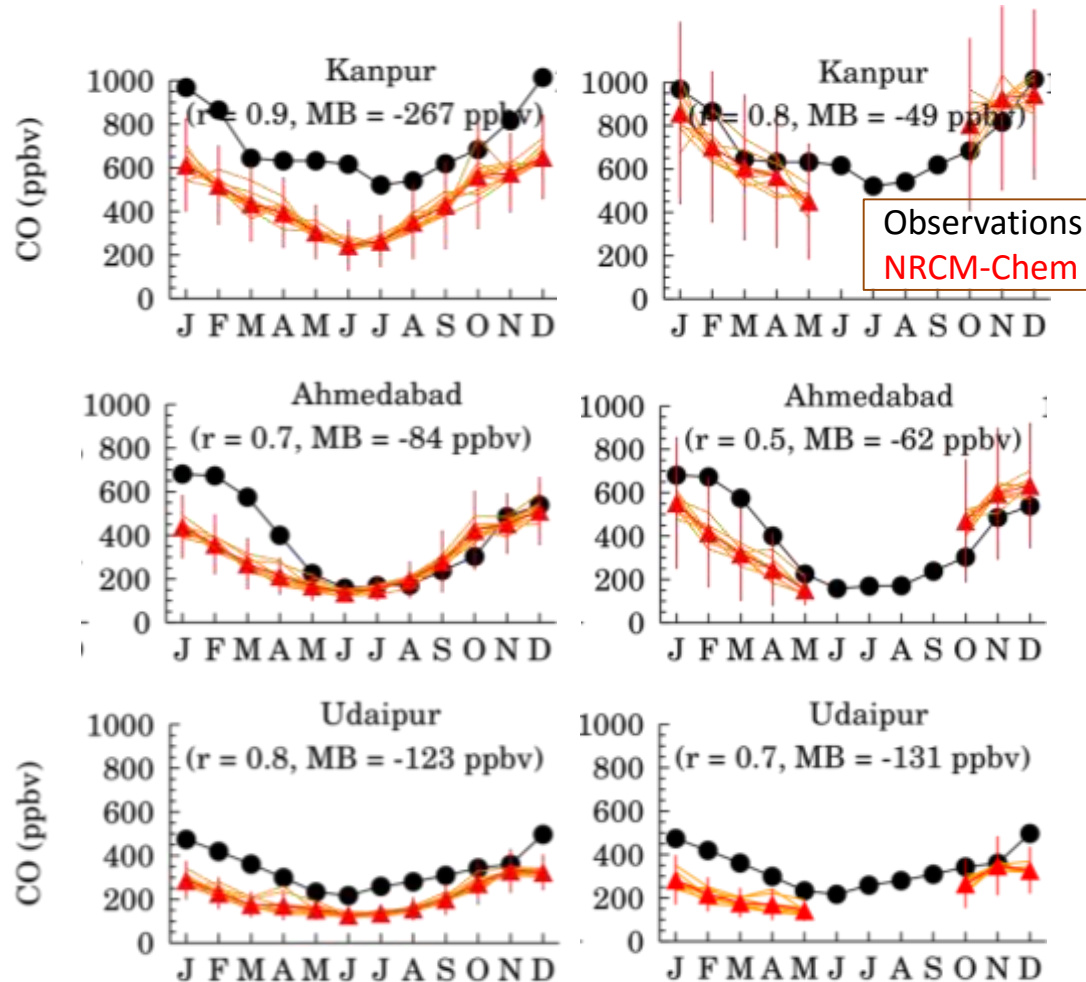 Kanpur
(r = 0.9, MB = -267 ppbv)
CO (ppbv)
1000
800
600
400
200
0
J F M A M J J A S O N D
Kanpur
(r = 0.8, MB = -49 ppbv)
1000
800
600
400
200
0
J F M A M J J A S O N D
Observations
NRCM-Chem
Ahmedabad
(r = 0.7, MB = -84 ppbv)
1000
800
600
400
200
0
J F M A M J J A S O N D
Ahmedabad
(r = 0.5, MB = -62 ppbv)
1000
800
600
400
200
0
J F M A M J J A S O N D
Udaipur
(r = 0.8, MB = -123 ppbv)
CO (ppbv)
1000
800
600
400
200
0
J F M A M J J A S O N D
Udaipur
(r = 0.7, MB = -131 ppbv)
1000
800
600
400
200
0
J F M A M J J A S O N D